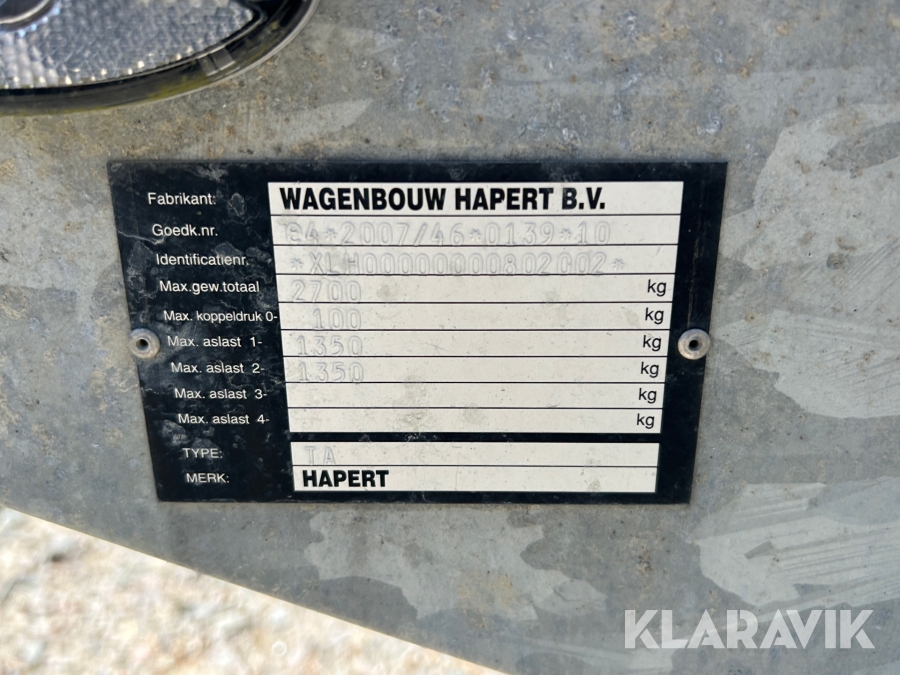 Fabrikant: WAGENBOUW HAPERT B.V.
Goedk.nr. e4*2007/46*0139*10
Identificatienr. *XLH00000000802002*
Max.gew.totaal 2700 kg
Max. koppeldruk 0- 100 kg
Max. aslast 1- 1350 kg
Max. aslast 2- 1350 kg
Max. aslast 3- kg
Max. aslast 4- kg
TYPE: TA
MERK: HAPERT
KLARAVIK